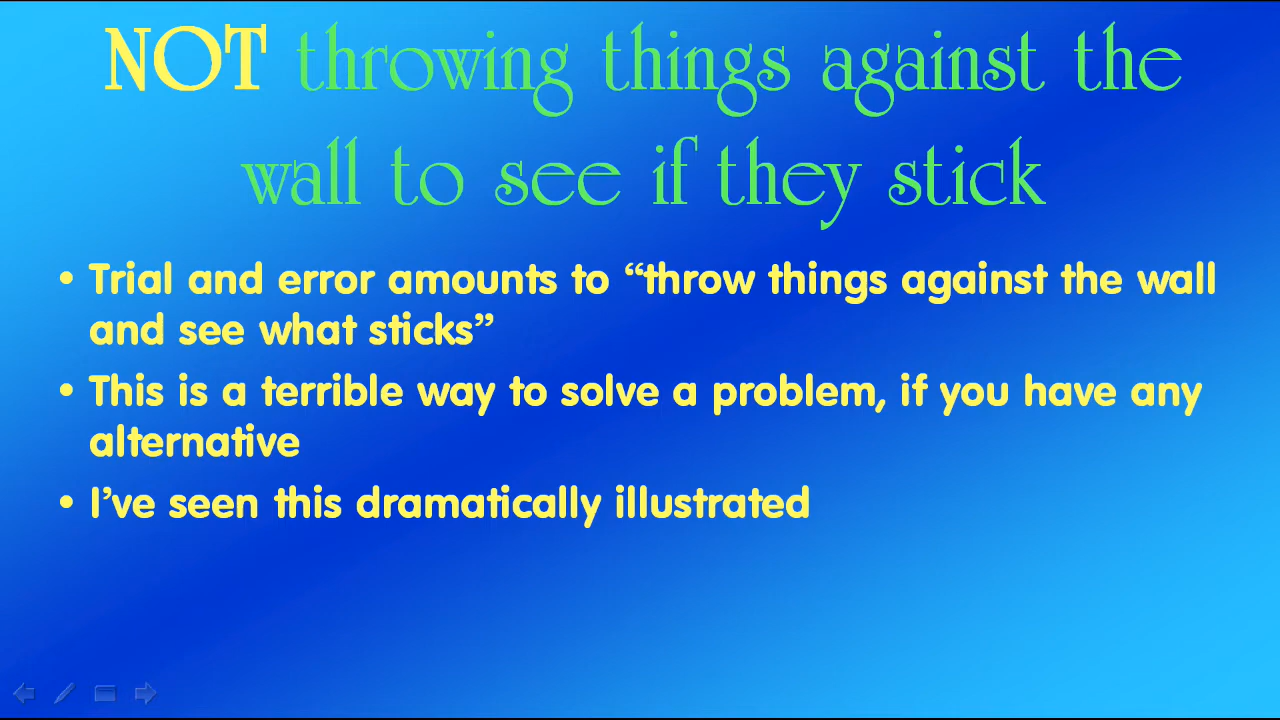 NOT throwing things against the
wall to see if they stick
• Trial and error amounts to “throw things against the wall
and see what sticks”
• This is a terrible way to solve a problem, if you have any
alternative
• I’ve seen this dramatically illustrated